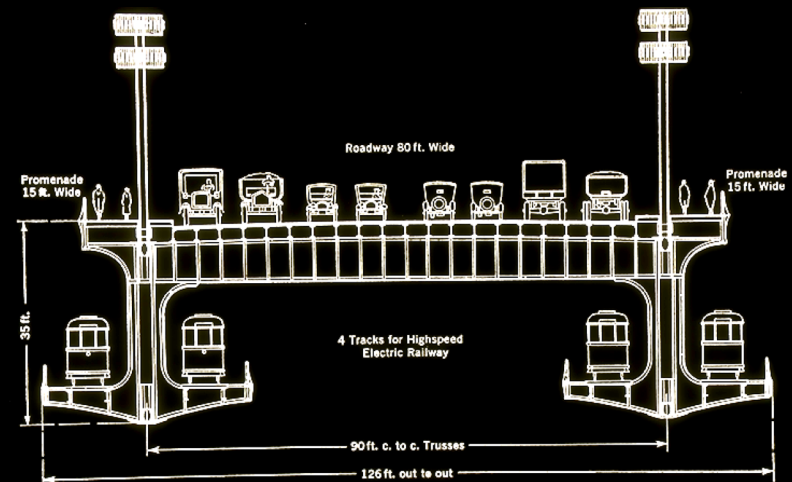 Roadway 80 ft. Wide
Promenade
15 ft. Wide
Promenade
15 ft. Wide
35 ft.
4 Tracks for Highspeed
Electric Railway
90 ft. c. to c. Trusses
126 ft. out to out